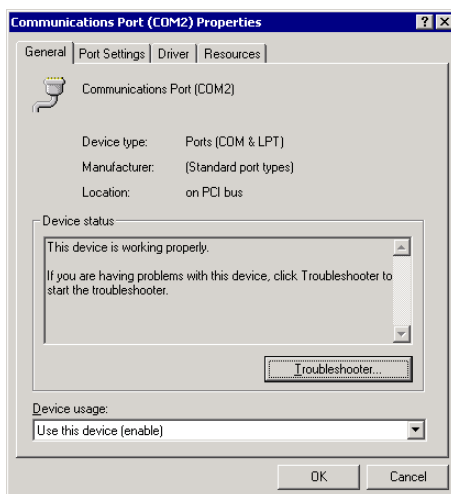 Communications Port (COM2) Properties
General Port Settings Driver Resources
Communications Port (COM2)
Device type: Ports (COM & LPT)
Manufacturer: (Standard port types)
Location: on PCI bus
Device status
This device is working properly.
If you are having problems with this device, click Troubleshooter to
start the troubleshooter.
Troubleshooter...
Device usage:
Use this device (enable)
OK Cancel